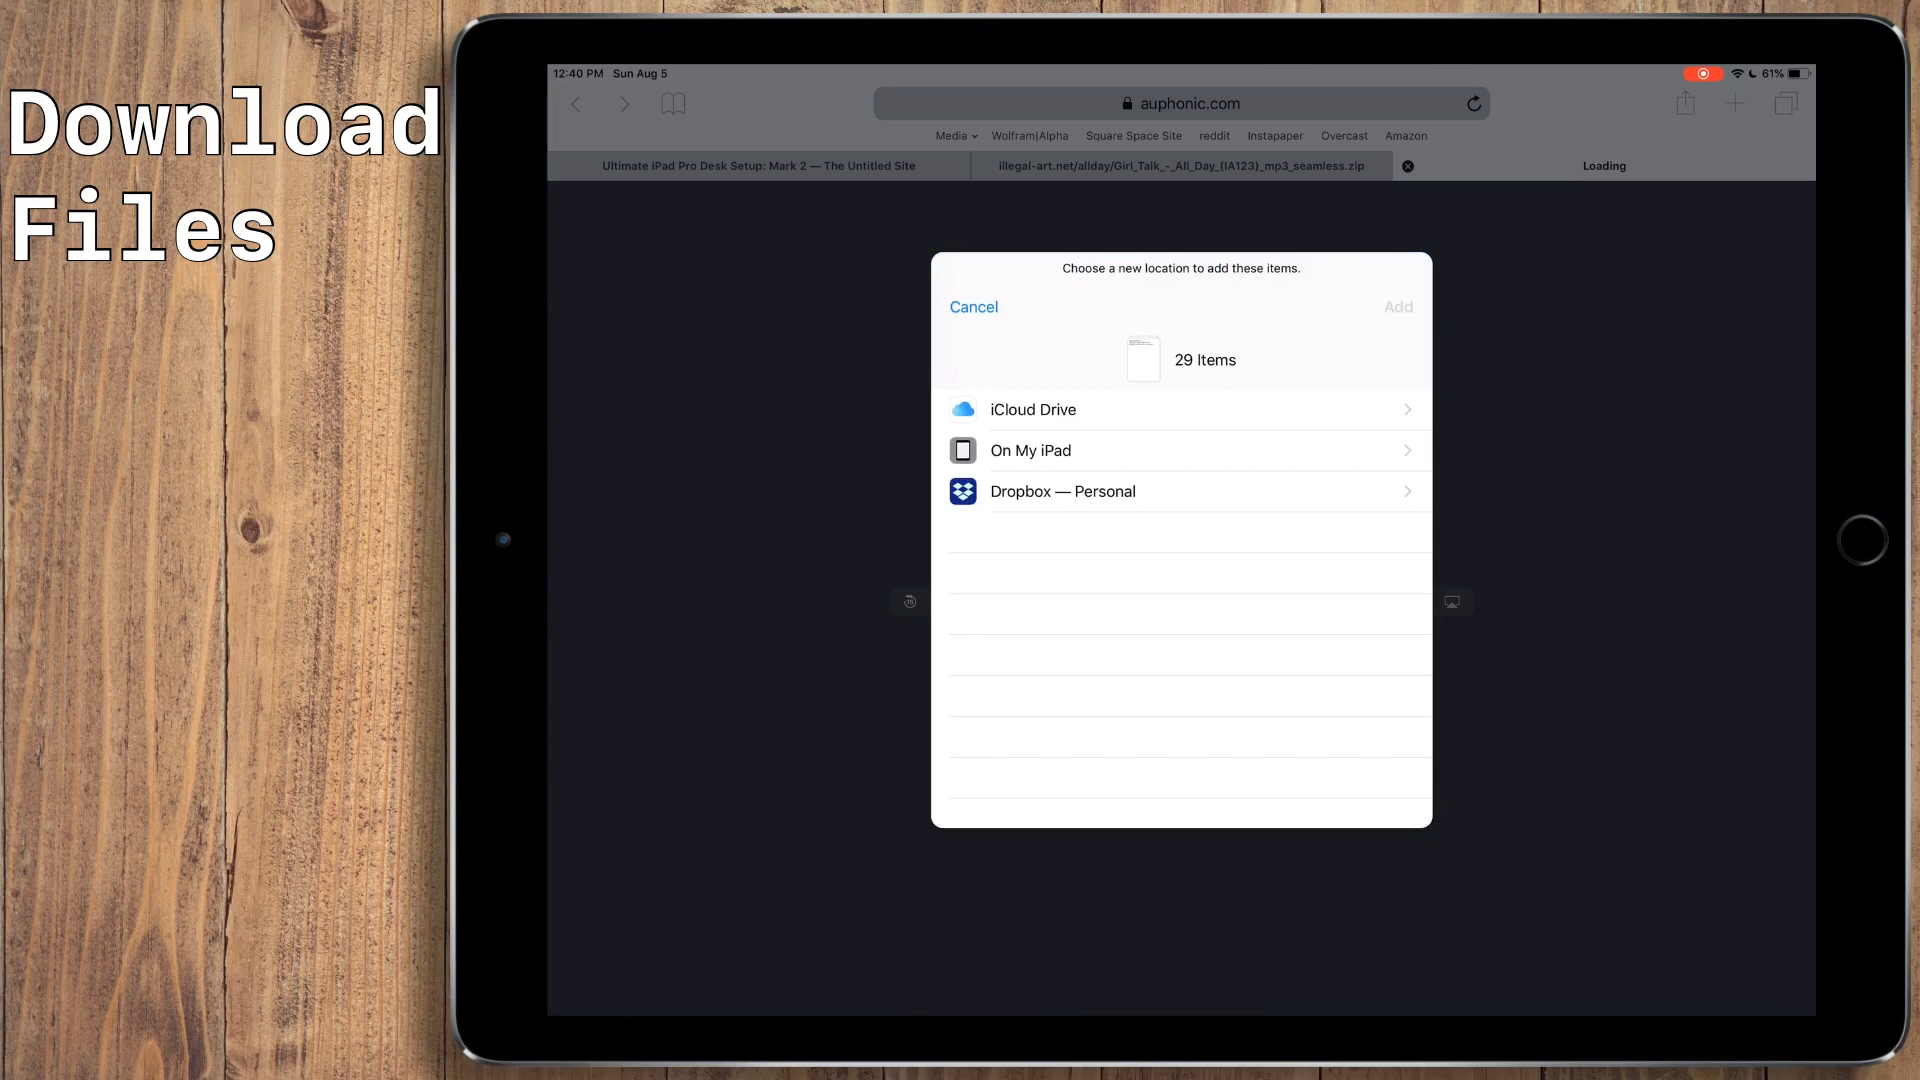 Download
Files
12:40 PM Sun Aug 5
61%
auphonic.com
Media Wolfram|Alpha Square Space Site reddit Instapaper Overcast Amazon
Ultimate iPad Pro Desk Setup: Mark 2 — The Untitled Site
illegal-art.net/allday/Girl_Talk_-_All_Day_(IA123)_mp3_seamless.zip
Loading
Choose a new location to add these items.
Cancel
Add
29 Items
iCloud Drive
On My iPad
Dropbox — Personal
15